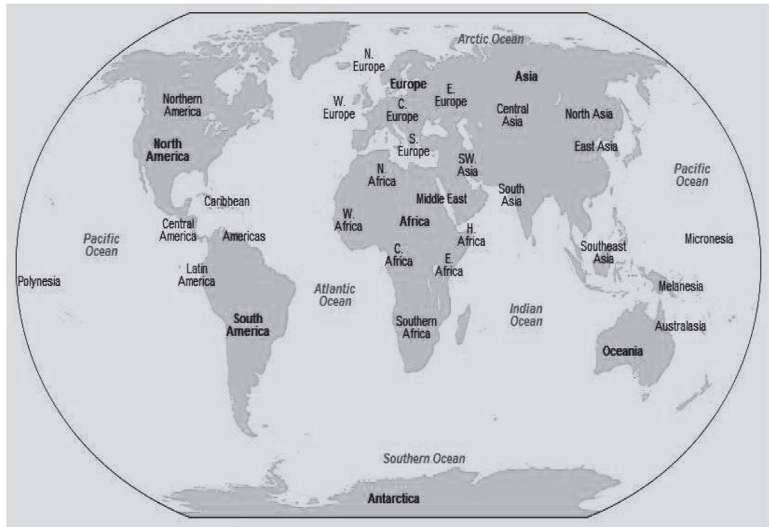 Arctic Ocean
N.
Europe
Europe
Asia
E.
Europe
Northern
America
W.
Europe
C.
Europe
Central
Asia
North Asia
North
America
S.
Europe
East Asia
SW.
Asia
N.
Africa
Pacific
Ocean
South
Asia
Caribbean
Middle East
W.
Africa
Africa
Central
America
Americas
H.
Africa
Pacific
Ocean
Micronesia
C.
Africa
E.
Africa
Southeast
Asia
Latin
America
Polynesia
Melanesia
Atlantic
Ocean
Indian
Ocean
South
America
Southern
Africa
Australasia
Oceania
Southern Ocean
Antarctica